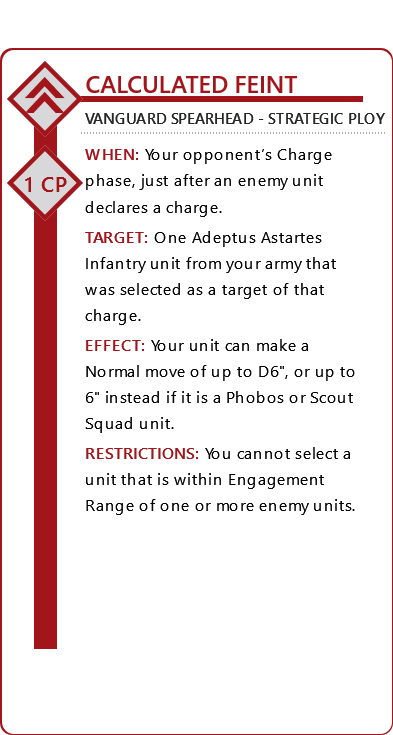 CALCULATED FEINT
VANGUARD SPEARHEAD - STRATEGIC PLOY
1 CP
WHEN: Your opponent's Charge
phase, just after an enemy unit
declares a charge.
TARGET: One Adeptus Astartes
Infantry unit from your army that
was selected as a target of that
charge.
EFFECT: Your unit can make a
Normal move of up to D6", or up to
6" instead if it is a Phobos or Scout
Squad unit.
RESTRICTIONS: You cannot select a
unit that is within Engagement
Range of one or more enemy units.